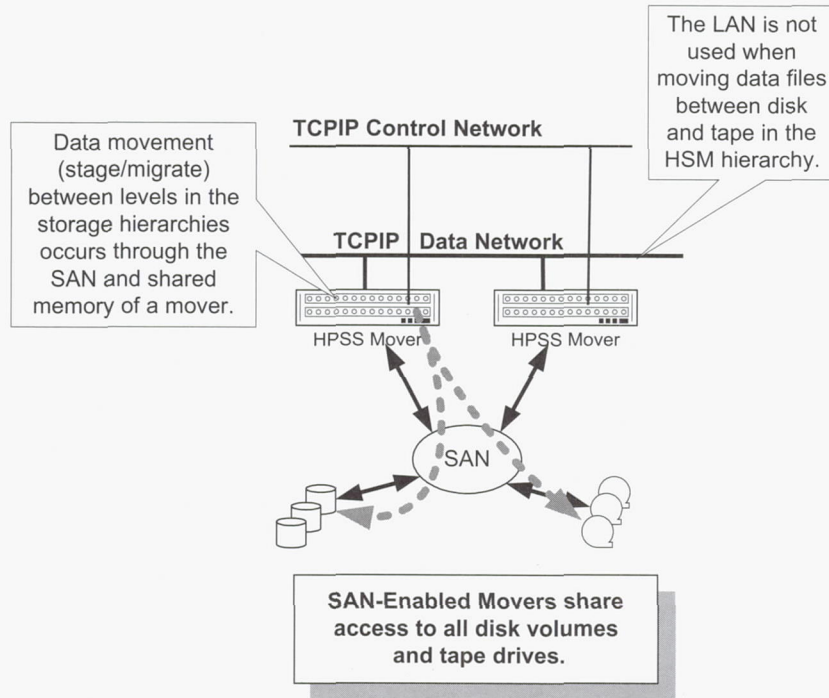 The LAN is not
used when
moving data files
between disk
and tape in the
HSM hierarchy.
TCPIP Control Network
Data movement
(stage/migrate)
between levels in the
storage hierarchies
occurs through the
SAN and shared
memory of a mover.
TCPIP Data Network
HPSS Mover
HPSS Mover
SAN
SAN-Enabled Movers share
access to all disk volumes
and tape drives.